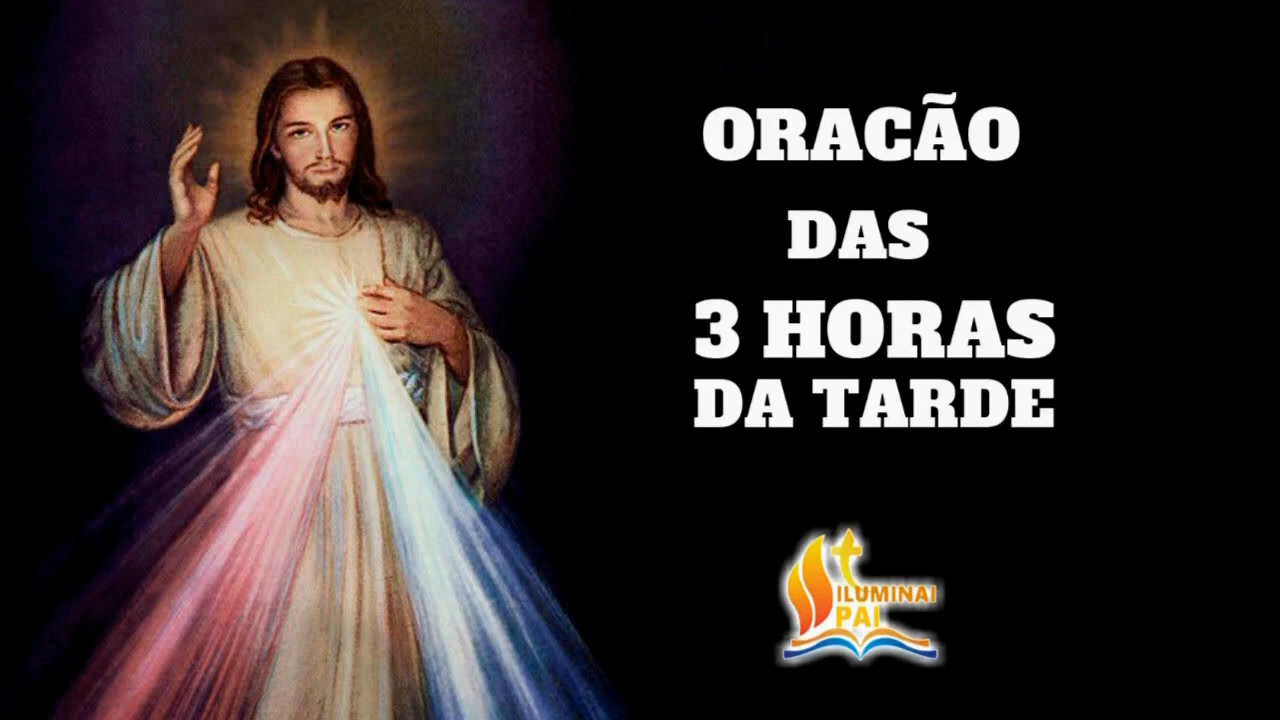 ORACÃO
DAS
3 HORAS
DA TARDE
ILUMINAI
PAI